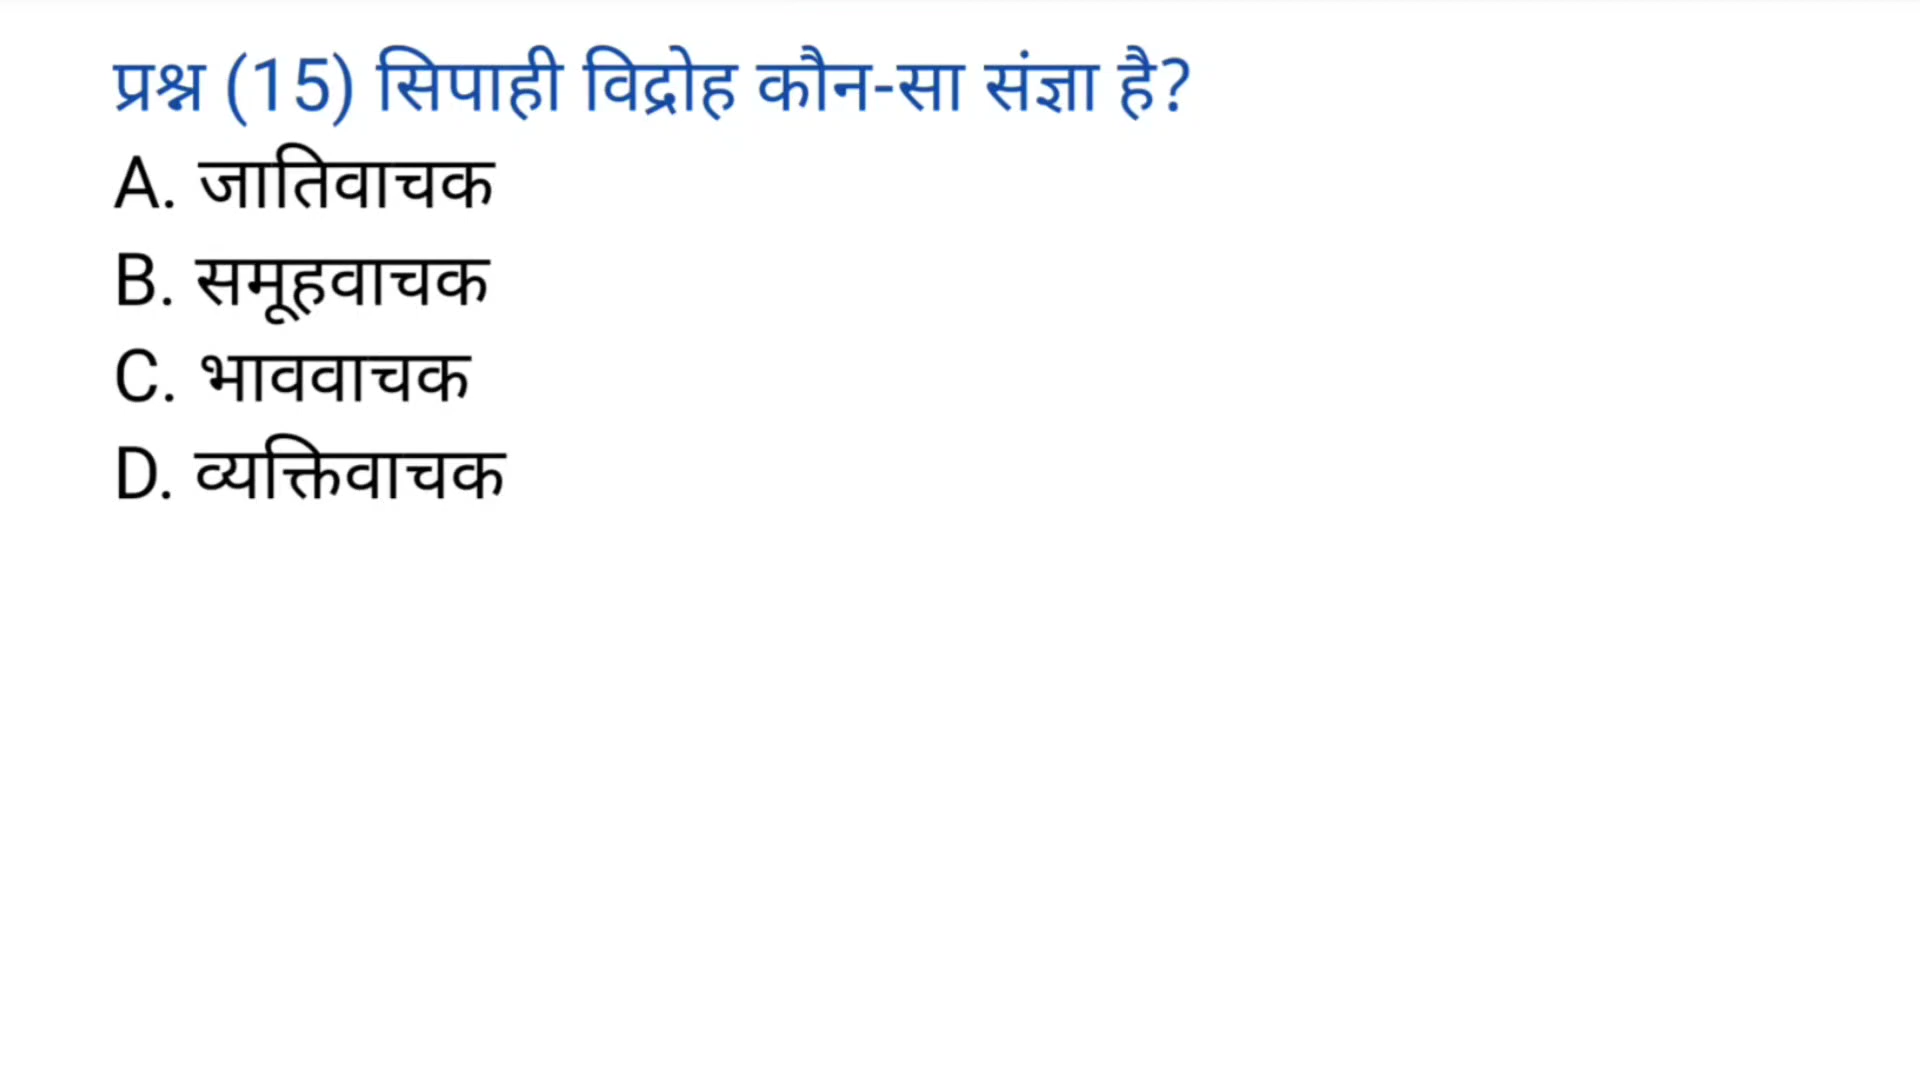 प्रश्न (15) सिपाही विद्रोह कौन-सा संज्ञा है?
A. जातिवाचक
B. समूहवाचक
C. भाववाचक
D. व्यक्तिवाचक